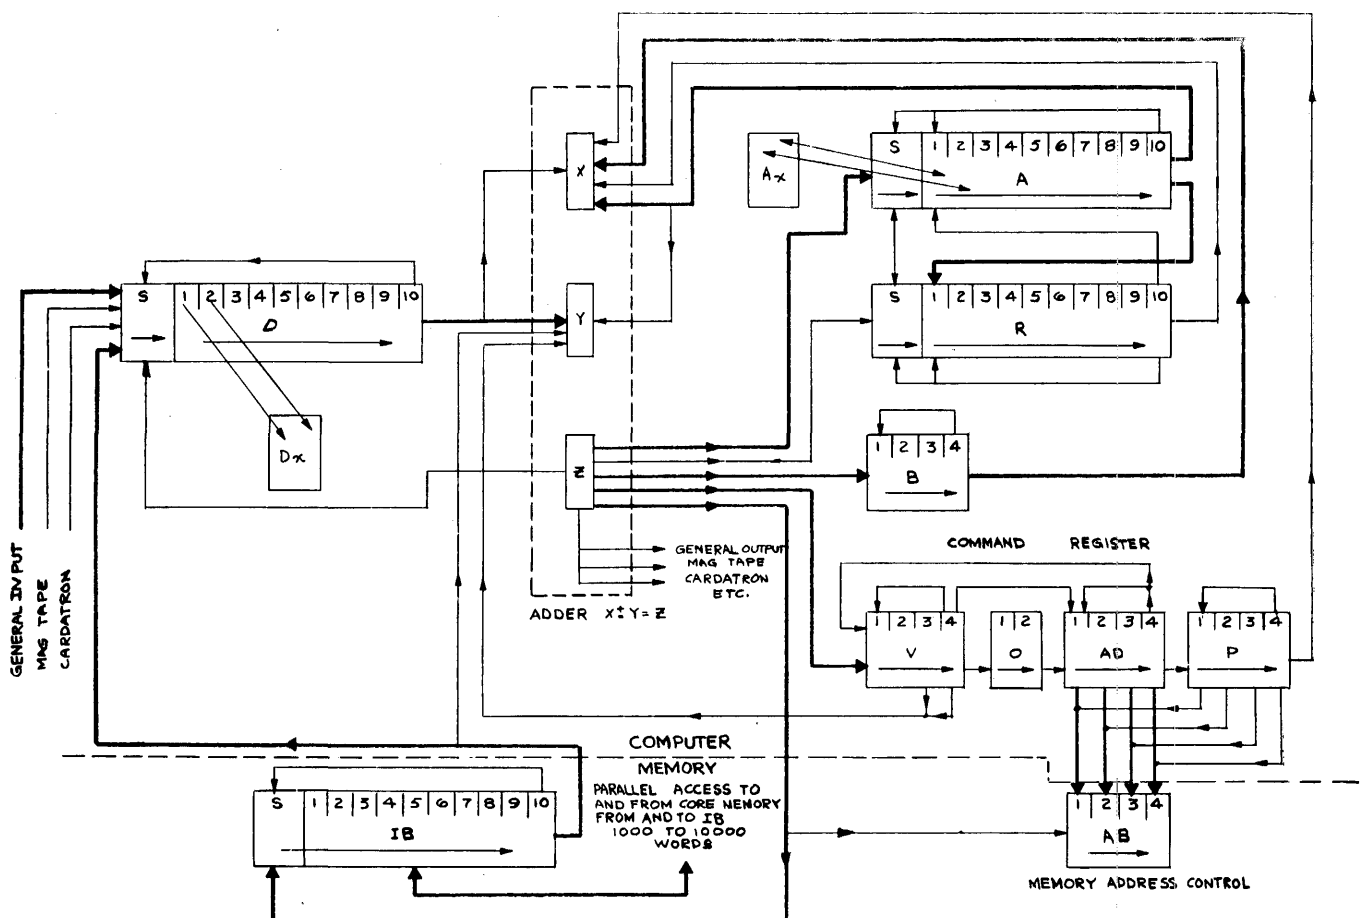 X
S 1 2 3 4 5 6 7 8 9 10
A
Ax
S 1 2 3 4 5 6 7 8 9 10
D
Y
S 1 2 3 4 5 6 7 8 9 10
R
Dx
Z
1 2 3 4
B
GENERAL INPUT
MAG TAPE
CARDATRON
GENERAL OUTPUT
MAG TAPE
CARDATRON
ETC.
ADDER X±Y=Z
COMMAND REGISTER
1 2 3 4
V
1 2
O
1 2 3 4
AD
1 2 3 4
P
COMPUTER
MEMORY
PARALLEL ACCESS TO
AND FROM CORE NEMORY
FROM AND TO IB
1000 TO 10000
WORDS
S 1 2 3 4 5 6 7 8 9 10
IB
1 2 3 4
AB
MEMORY ADDRESS CONTROL